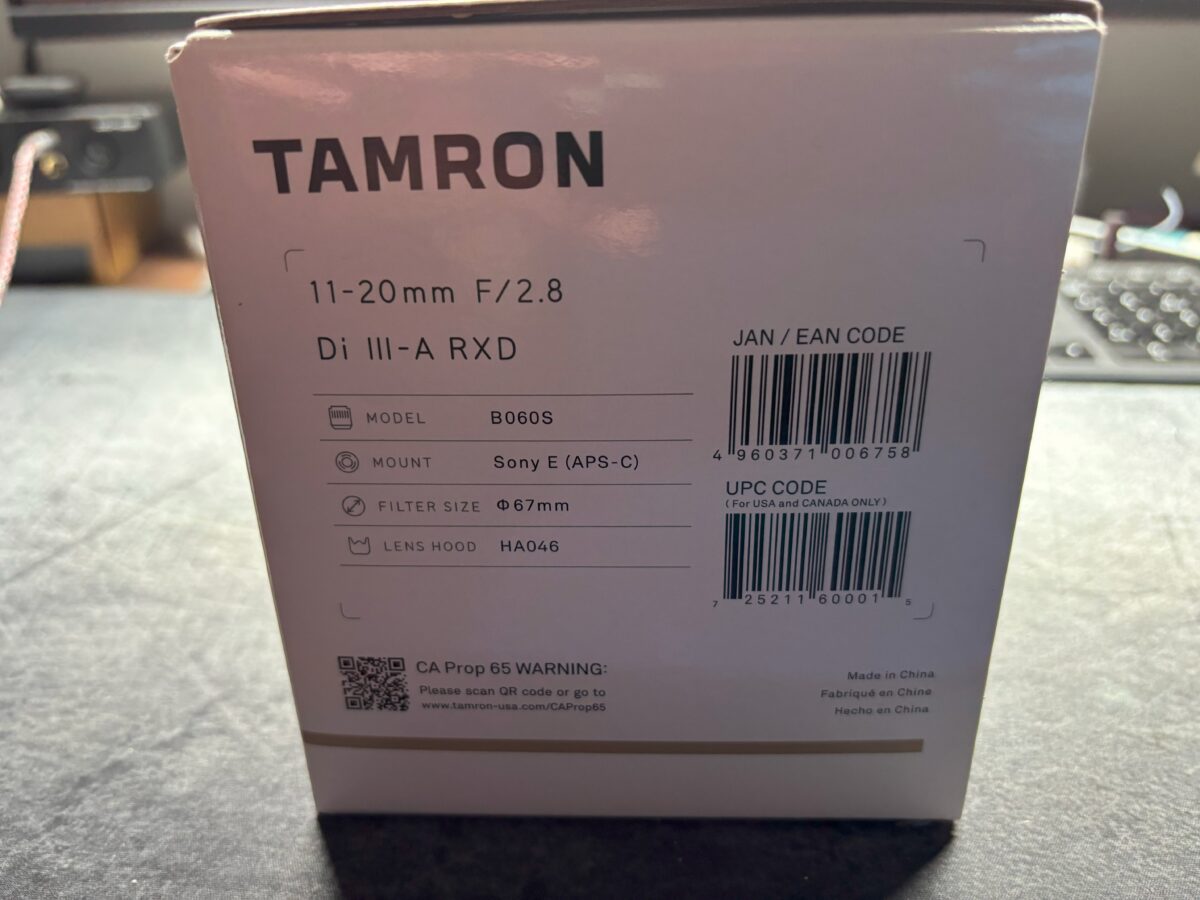 TAMRON
11-20mm F/2.8
Di III-A RXD
MODEL B060S
MOUNT Sony E (APS-C)
FILTER SIZE Φ67mm
LENS HOOD HA046
JAN / EAN CODE
4 960371 006758
UPC CODE
( For USA and CANADA ONLY )
7 25211 60001 5
CA Prop 65 WARNING:
Please scan QR code or go to
www.tamron-usa.com/CAProp65
Made in China
Fabriqué en Chine
Hecho en China